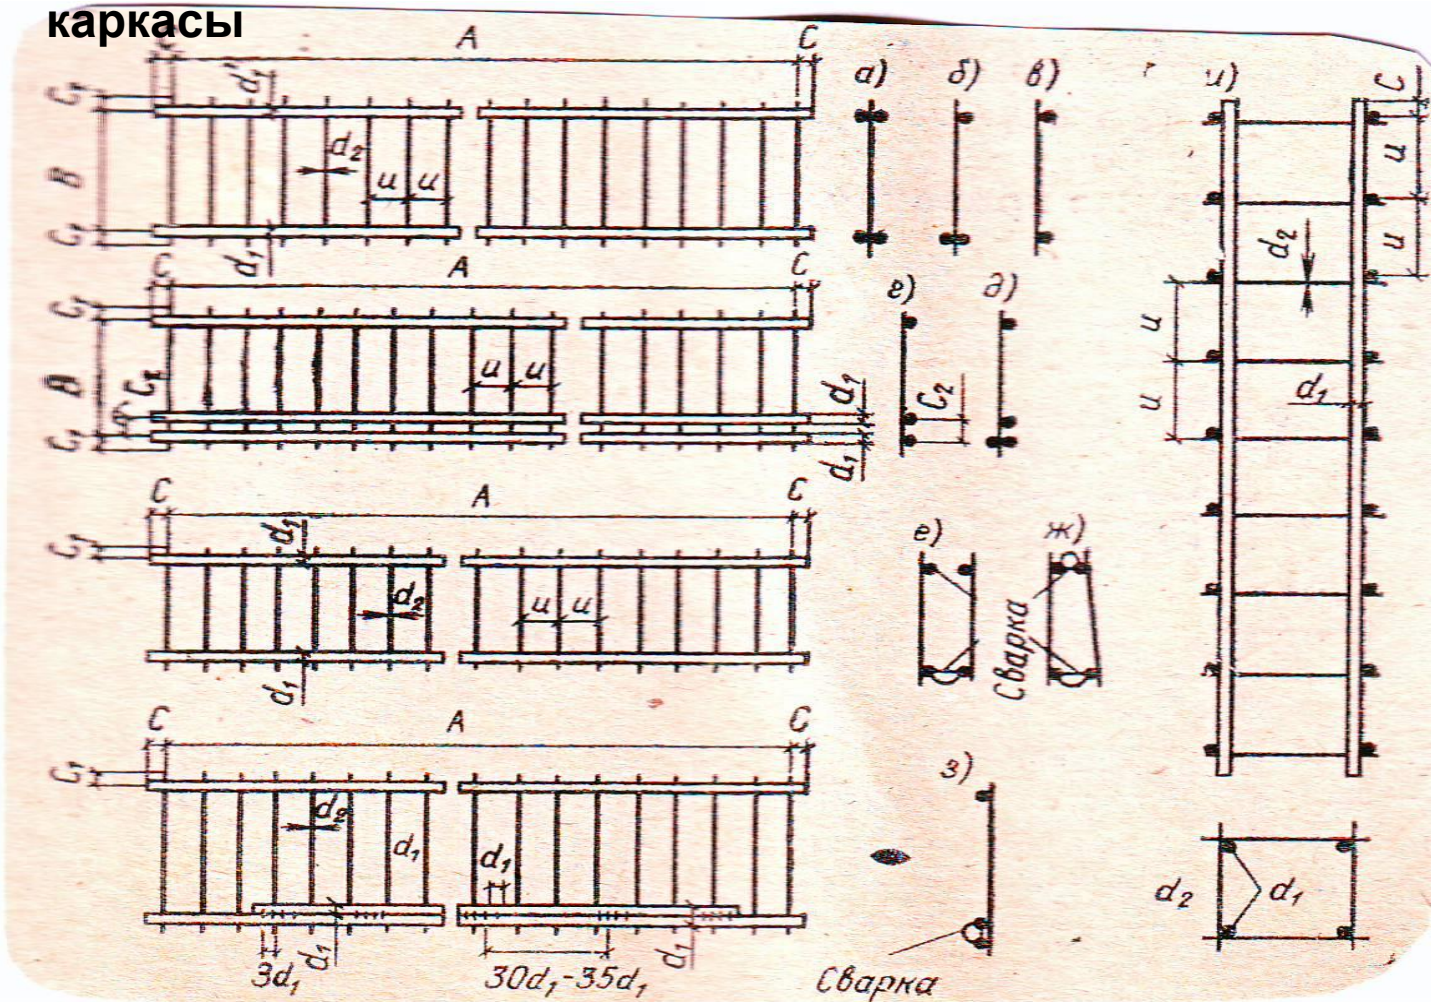 каркасы
C A C
C₁ d₁" а) б) в) и) C
B d₂ u u u
C₁ d₁ d₂ u
C A C г) д)
C₁ u
B C₂ u u d₁ C₂ d₁
C₁ d₁ u
C A C
C₁ d₁ е) ж)
d₂ u u
d₁ Сварка
C A C
C₁ з)
d₂ d₁ d₁
d₂ d₁
d₁ d₁
3d₁ 30d₁-35d₁ Сварка